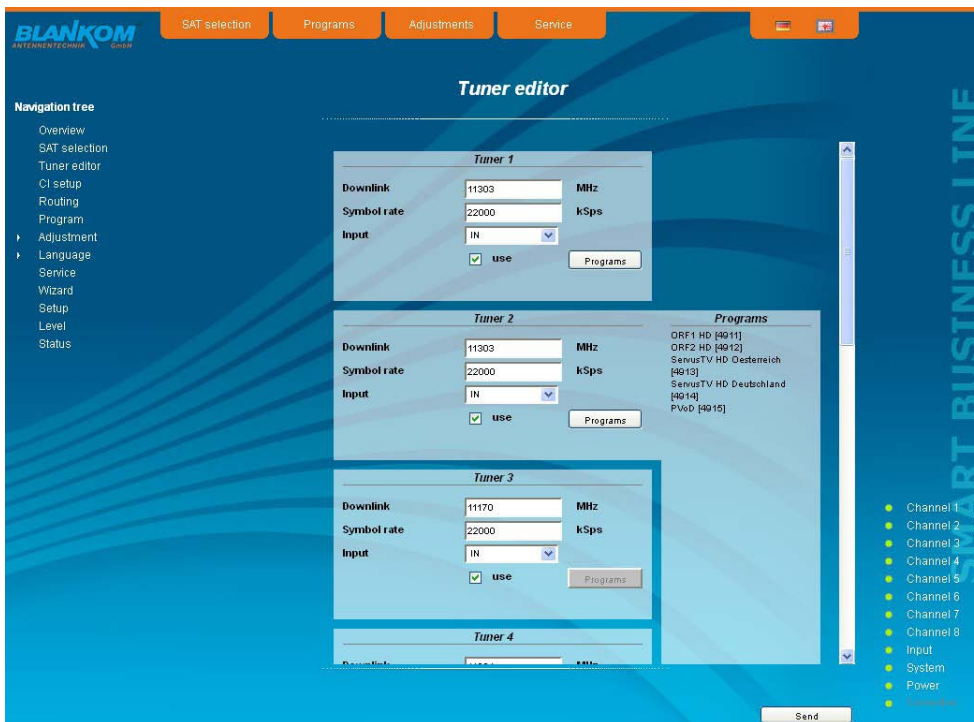 BLANKOM
ANTENNENTECHNIK GmbH
SAT selection
Programs
Adjustments
Service
Tuner editor
Navigation tree
Overview
SAT selection
Tuner editor
CI setup
Routing
Program
Adjustment
Language
Service
Wizard
Setup
Level
Status
Tuner 1
Downlink 11303 MHz
Symbol rate 22000 kSps
Input IN
use Programs
Tuner 2
Downlink 11303 MHz
Symbol rate 22000 kSps
Input IN
use Programs
Programs
ORF1 HD [4911]
ORF2 HD [4912]
ServusTV HD Oesterreich
[4913]
ServusTV HD Deutschland
[4914]
PVoD [4915]
Tuner 3
Downlink 11170 MHz
Symbol rate 22000 kSps
Input IN
use Programs
Tuner 4
Downlink MHz
SMART BUSINESS LINE
Channel 1
Channel 2
Channel 3
Channel 4
Channel 5
Channel 6
Channel 7
Channel 8
Input
System
Power
Send